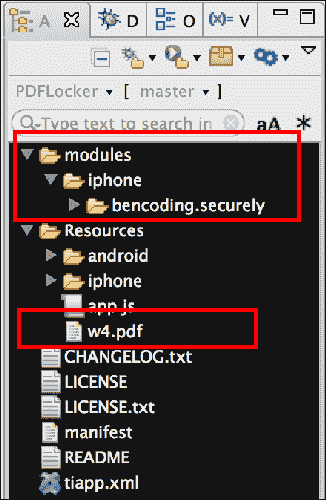 A D O (x)= V
PDFLocker [ master ]
Type text to search in aA *
modules
iphone
bencoding.securely
Resources
android
iphone
app.js
w4.pdf
CHANGELOG.txt
LICENSE
LICENSE.txt
manifest
README
tiapp.xml